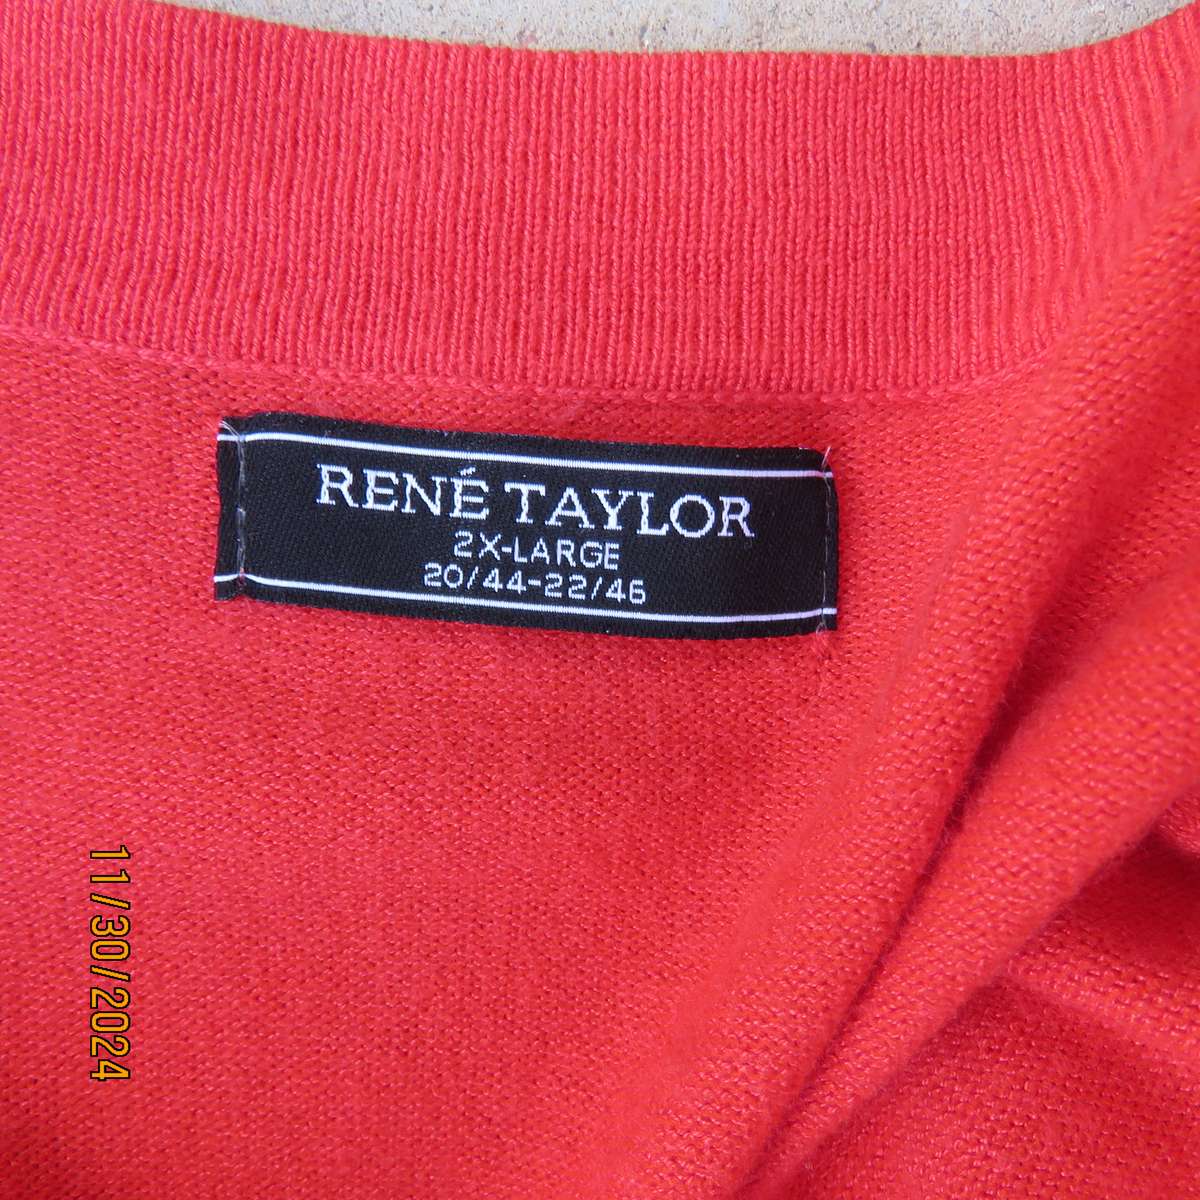 RENÉ TAYLOR
2X-LARGE
20/44-22/46
11/30/2024